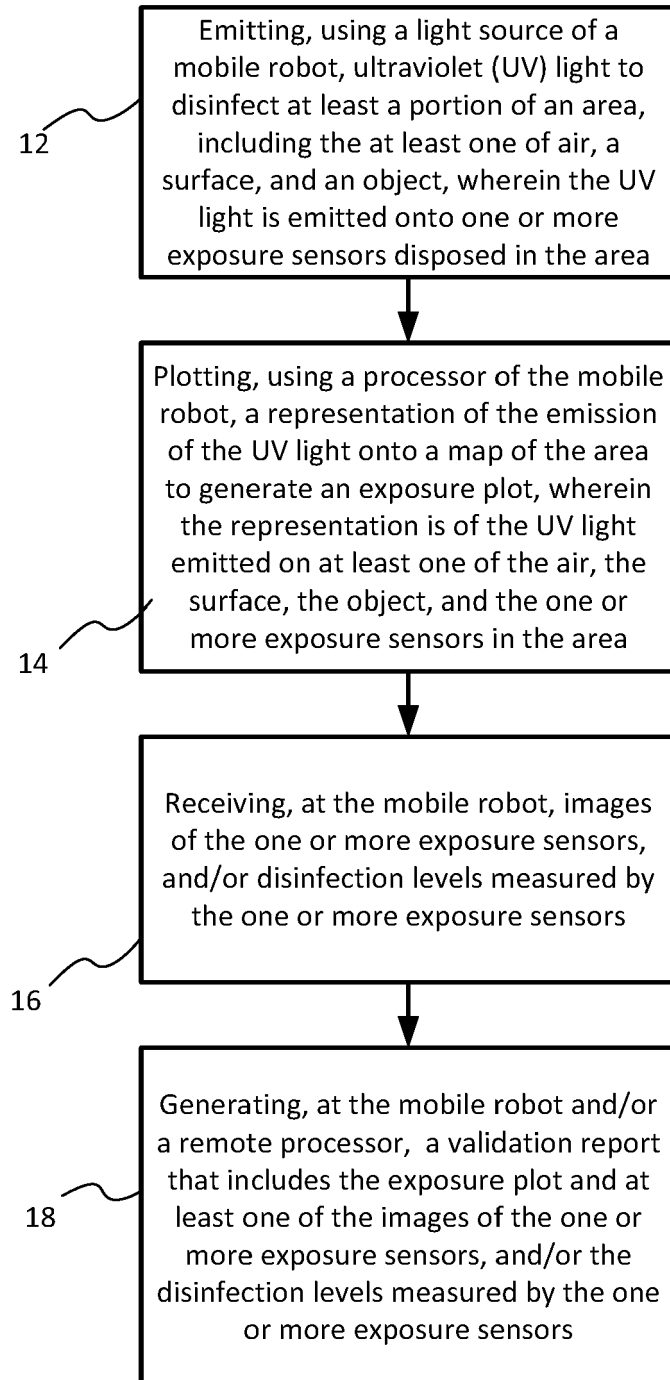 Emitting, using a light source of a
mobile robot, ultraviolet (UV) light to
disinfect at least a portion of an area,
including the at least one of air, a
surface, and an object, wherein the UV
light is emitted onto one or more
exposure sensors disposed in the area
12
Plotting, using a processor of the mobile
robot, a representation of the emission
of the UV light onto a map of the area
to generate an exposure plot, wherein
the representation is of the UV light
emitted on at least one of the air, the
surface, the object, and the one or
more exposure sensors in the area
14
Receiving, at the mobile robot, images
of the one or more exposure sensors,
and/or disinfection levels measured by
the one or more exposure sensors
16
Generating, at the mobile robot and/or
a remote processor, a validation report
that includes the exposure plot and at
least one of the images of the one or
more exposure sensors, and/or the
disinfection levels measured by the one
or more exposure sensors
18